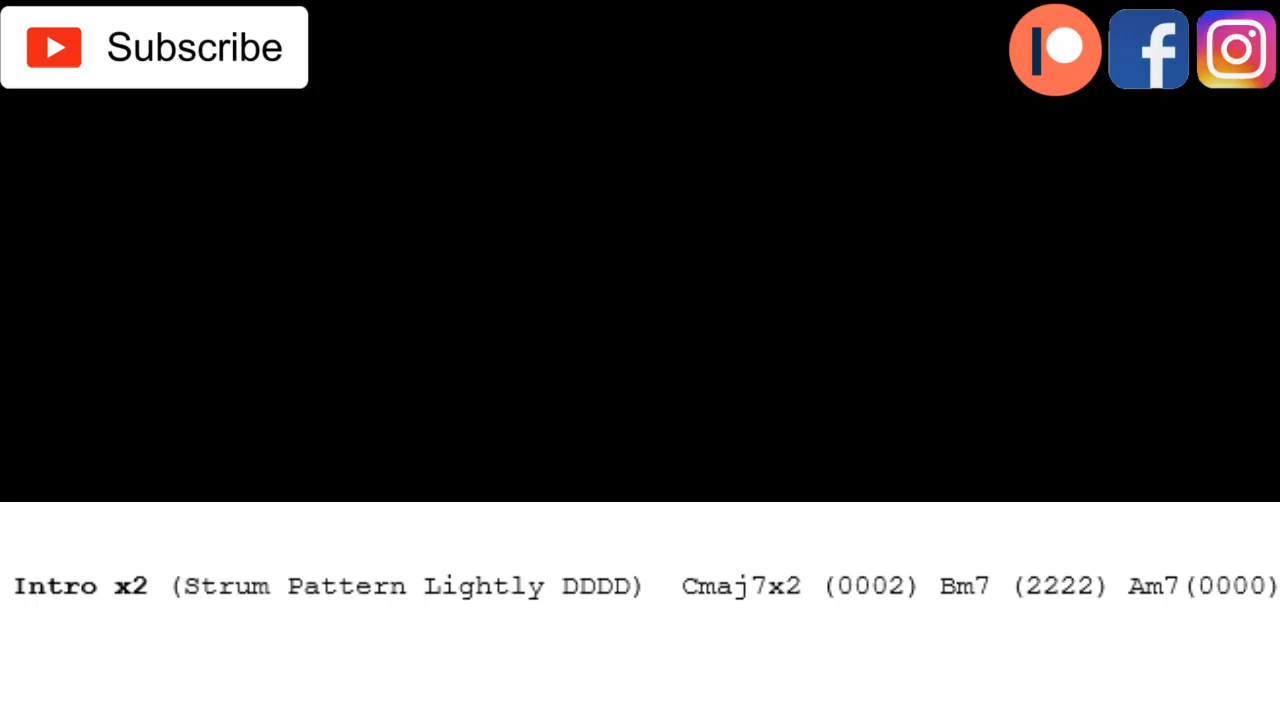 Subscribe
Intro x2 (Strum Pattern Lightly DDDD)  Cmaj7x2 (0002) Bm7 (2222) Am7(0000)